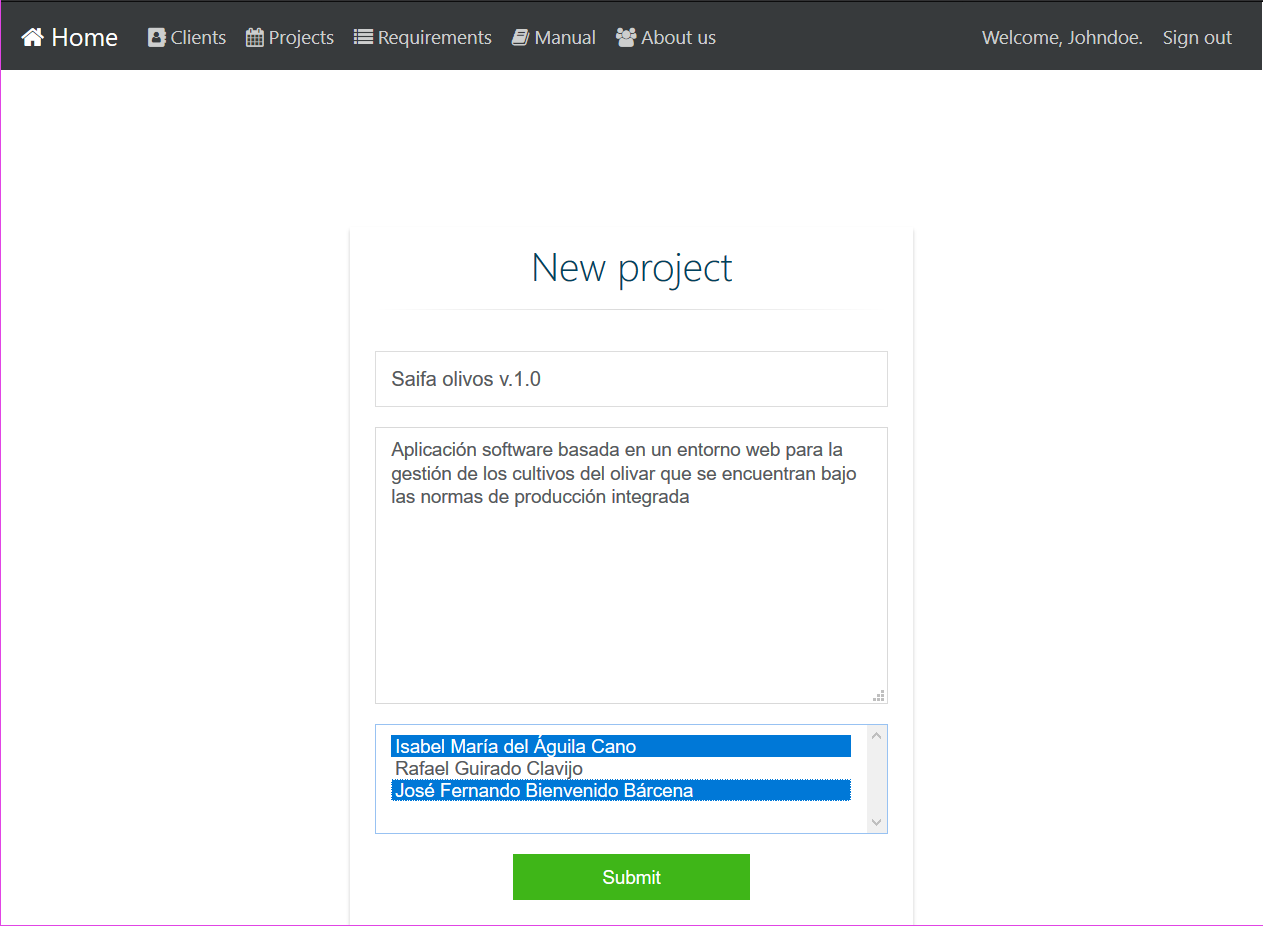 Home Clients Projects Requirements Manual About us Welcome, Johndoe. Sign out
New project
Saifa olivos v.1.0
Aplicación software basada en un entorno web para la
gestión de los cultivos del olivar que se encuentran bajo
las normas de producción integrada
Isabel María del Águila Cano
Rafael Guirado Clavijo
José Fernando Bienvenido Bárcena
Submit